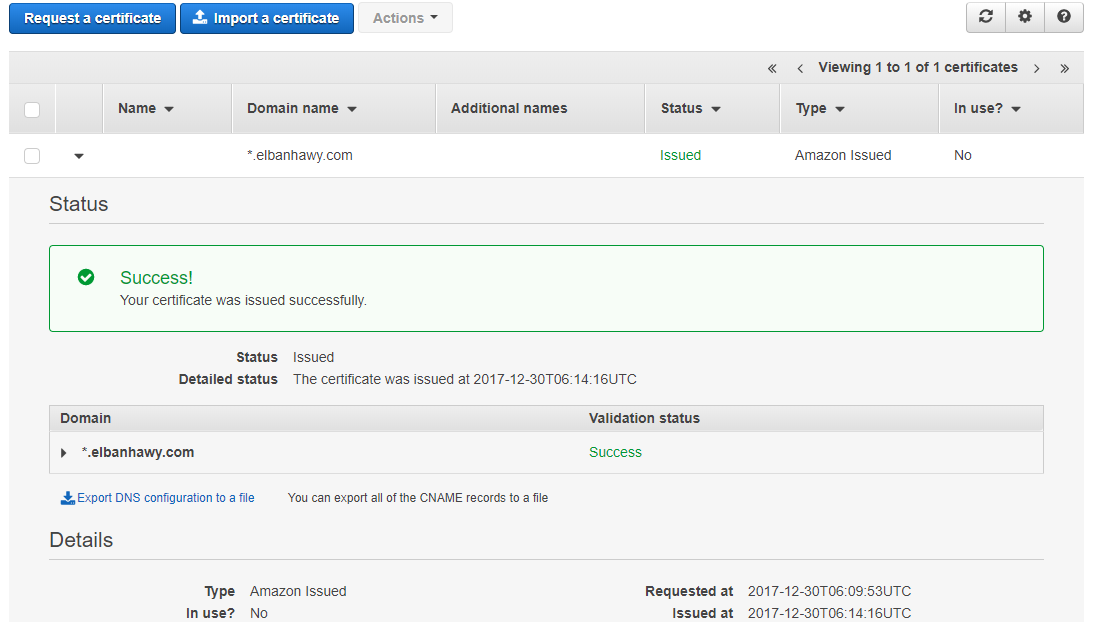 Request a certificate Import a certificate Actions
« ‹ Viewing 1 to 1 of 1 certificates › »
Name Domain name Additional names Status Type In use?
*.elbanhawy.com Issued Amazon Issued No
Status
Success!
Your certificate was issued successfully.
Status Issued
Detailed status The certificate was issued at 2017-12-30T06:14:16UTC
Domain Validation status
*.elbanhawy.com Success
Export DNS configuration to a file You can export all of the CNAME records to a file
Details
Type Amazon Issued Requested at 2017-12-30T06:09:53UTC
In use? No Issued at 2017-12-30T06:14:16UTC